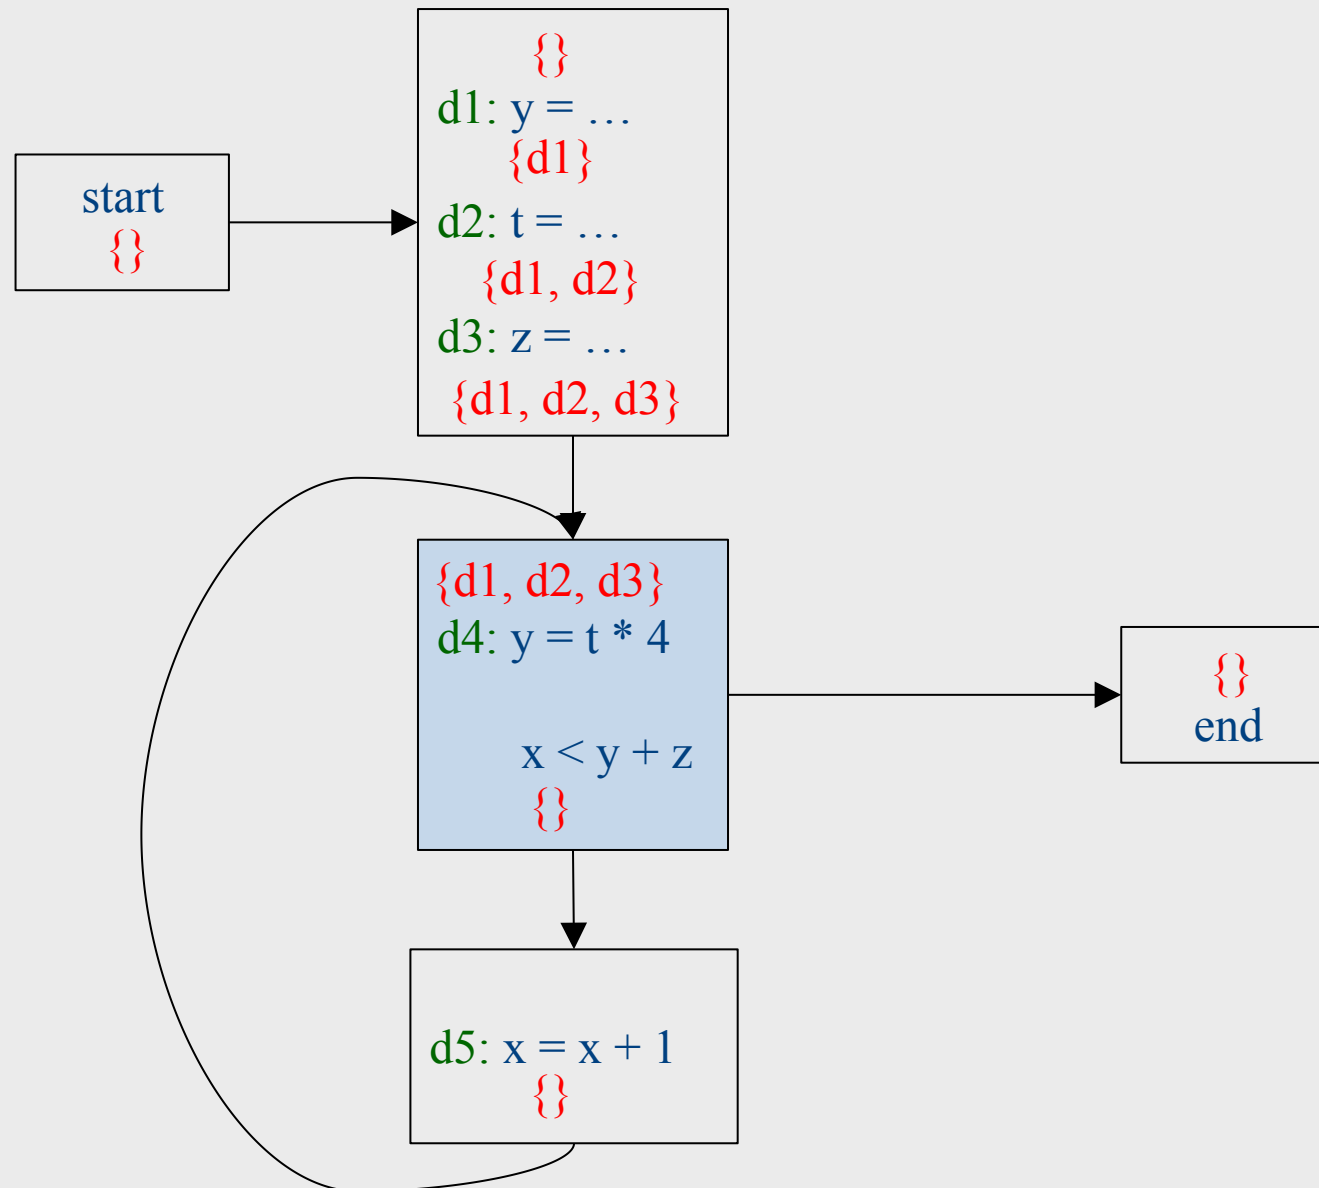 start
{}
{}
d1: y = …
{d1}
d2: t = …
{d1, d2}
d3: z = …
{d1, d2, d3}
{d1, d2, d3}
d4: y = t * 4
x < y + z
{}
{}
end
d5: x = x + 1
{}